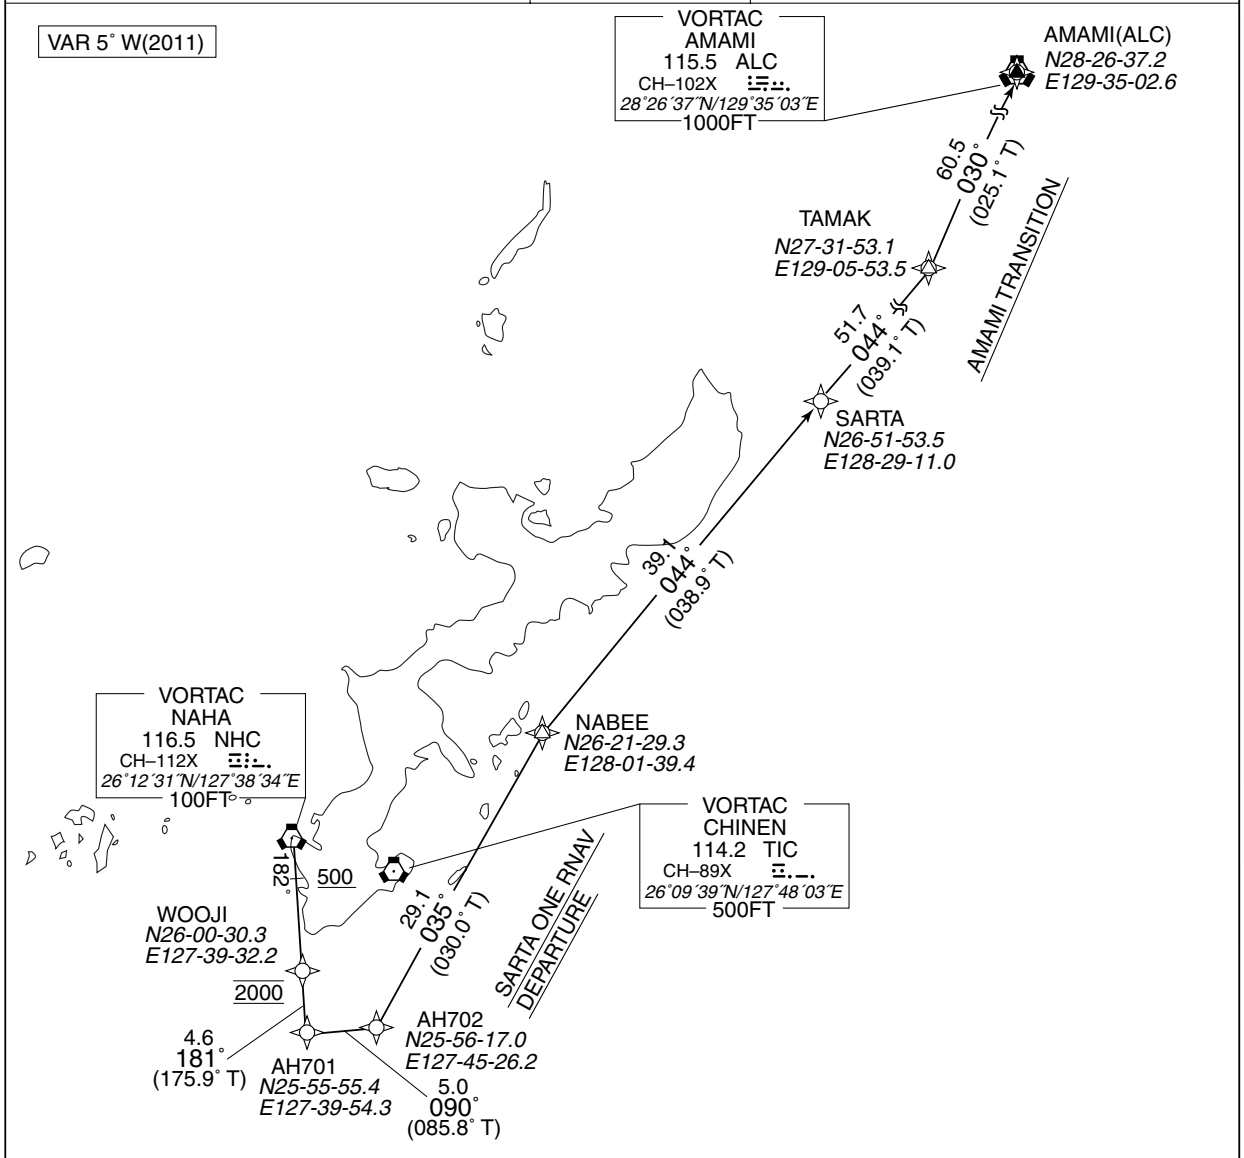 VAR 5° W(2011)
VORTAC
AMAMI
115.5 ALC
CH–102X
28°26´37˝N/129°35´03˝E
1000FT
AMAMI(ALC)
N28-26-37.2
E129-35-02.6
60.5
030°
(025.1° T)
AMAMI TRANSITION
TAMAK
N27-31-53.1
E129-05-53.5
51.7
044°
(039.1° T)
SARTA
N26-51-53.5
E128-29-11.0
39.1
044°
(038.9° T)
NABEE
N26-21-29.3
E128-01-39.4
VORTAC
NAHA
116.5 NHC
CH–112X
26°12´31˝N/127°38´34˝E
100FT
VORTAC
CHINEN
114.2 TIC
CH–89X
26°09´39˝N/127°48´03˝E
500FT
182°
500
29.1
035°
(030.0° T)
SARTA ONE RNAV
DEPARTURE
WOOJI
N26-00-30.3
E127-39-32.2
2000
4.6
181°
(175.9° T)
AH701
N25-55-55.4
E127-39-54.3
AH702
N25-56-17.0
E127-45-26.2
5.0
090°
(085.8° T)